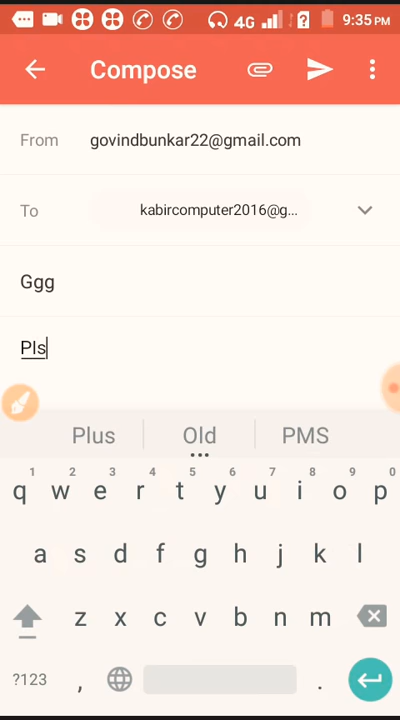 4G 9:35 PM
Compose
From govindbunkar22@gmail.com
To kabircomputer2016@g...
Ggg
Pls
Plus Old PMS
1 2 3 4 5 6 7 8 9 0
q w e r t y u i o p
a s d f g h j k l
z x c v b n m
?123 , .